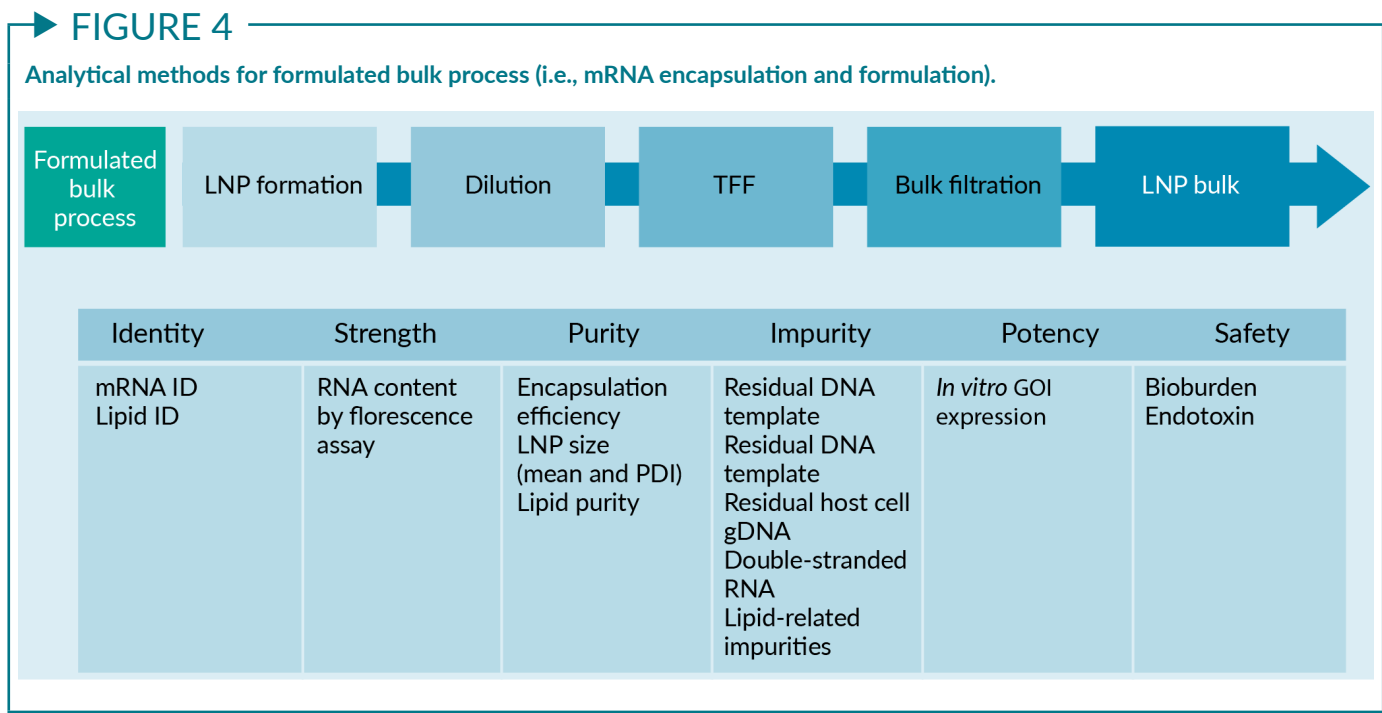 FIGURE 4
Analytical methods for formulated bulk process (i.e., mRNA encapsulation and formulation).
Formulated
bulk
process
LNP formation
Dilution
TFF
Bulk filtration
LNP bulk
Identity
Strength
Purity
Impurity
Potency
Safety
mRNA ID
Lipid ID
RNA content
by florescence
assay
Encapsulation
efficiency
LNP size
(mean and PDI)
Lipid purity
Residual DNA
template
Residual DNA
template
Residual host cell
gDNA
Double-stranded
RNA
Lipid-related
impurities
In vitro GOI
expression
Bioburden
Endotoxin